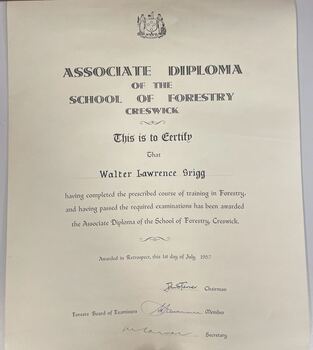 ASSOCIATE DIPLOMA
OF THE
SCHOOL OF FORESTRY
CRESWICK
This is to Certify
That
Walter Lawrence Grigg
having completed the prescribed course of training in Forestry,
and having passed the required examinations has been awarded
the Associate Diploma of the School of Forestry, Creswick.
Awarded in Retrospect, this 1st day of July, 1957
Chairman
Forests Board of Examiners Member
Secretary